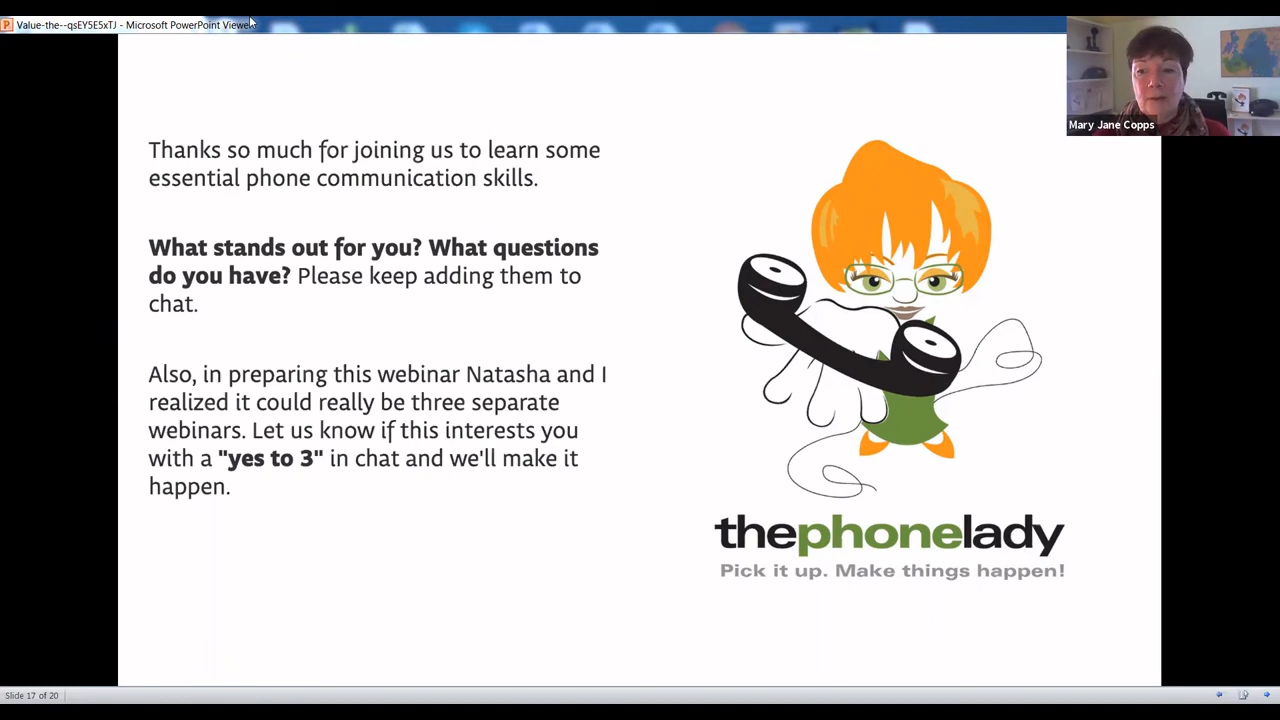 Value-the--qsEY5E5xTJ - Microsoft PowerPoint Viewer
Mary Jane Copps
Thanks so much for joining us to learn some
essential phone communication skills.
What stands out for you? What questions
do you have? Please keep adding them to
chat.
Also, in preparing this webinar Natasha and I
realized it could really be three separate
webinars. Let us know if this interests you
with a "yes to 3" in chat and we'll make it
happen.
thephonelady
Pick it up. Make things happen!
Slide 17 of 20